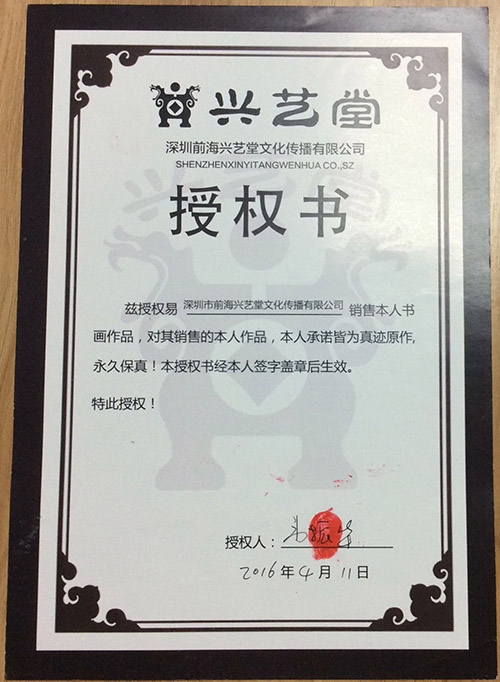 兴艺堂
深圳前海兴艺堂文化传播有限公司
SHENZHENXINYITANGWENHUA CO.,SZ
授权书
兹授权易 深圳市前海兴艺堂文化传播有限公司 销售本人书
画作品，对其销售的本人作品，本人承诺皆为真迹原作，
永久保真！本授权书经本人签字盖章后生效。
特此授权！
授权人：
2016年4月11日